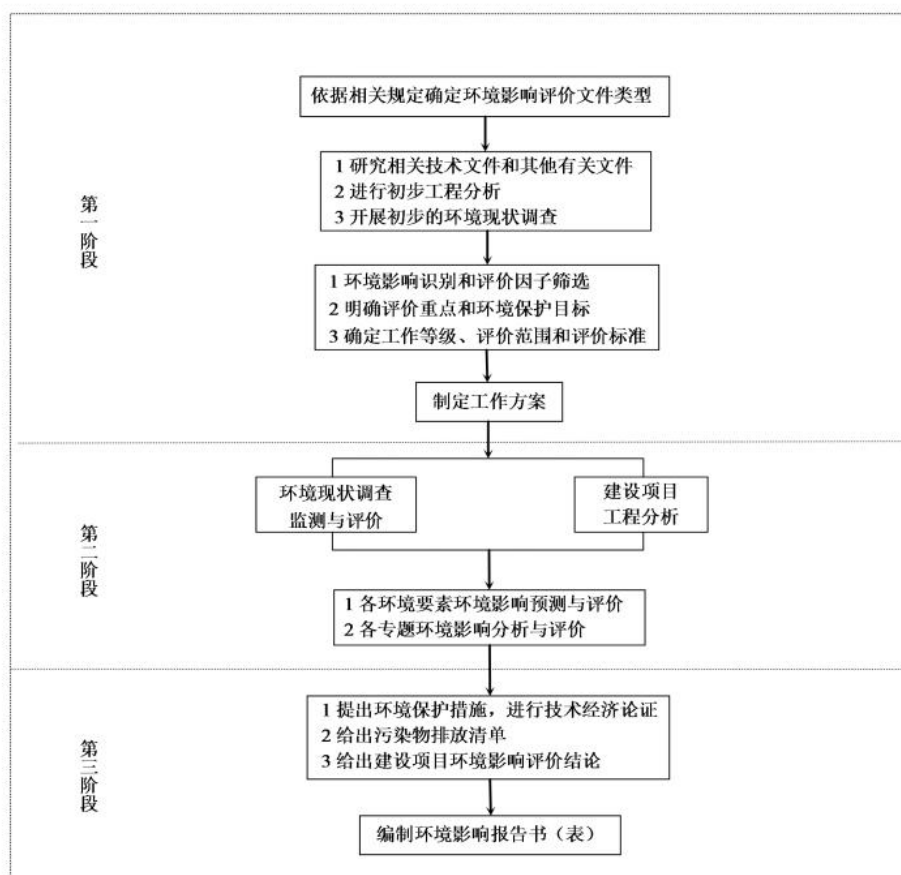 依据相关规定确定环境影响评价文件类型
1 研究相关技术文件和其他有关文件
2 进行初步工程分析
3 开展初步的环境现状调查
第一阶段
1 环境影响识别和评价因子筛选
2 明确评价重点和环境保护目标
3 确定工作等级、评价范围和评价标准
制定工作方案
环境现状调查
监测与评价
建设项目
工程分析
第二阶段
1 各环境要素环境影响预测与评价
2 各专题环境影响分析与评价
1 提出环境保护措施，进行技术经济论证
2 给出污染物排放清单
3 给出建设项目环境影响评价结论
第三阶段
编制环境影响报告书（表）